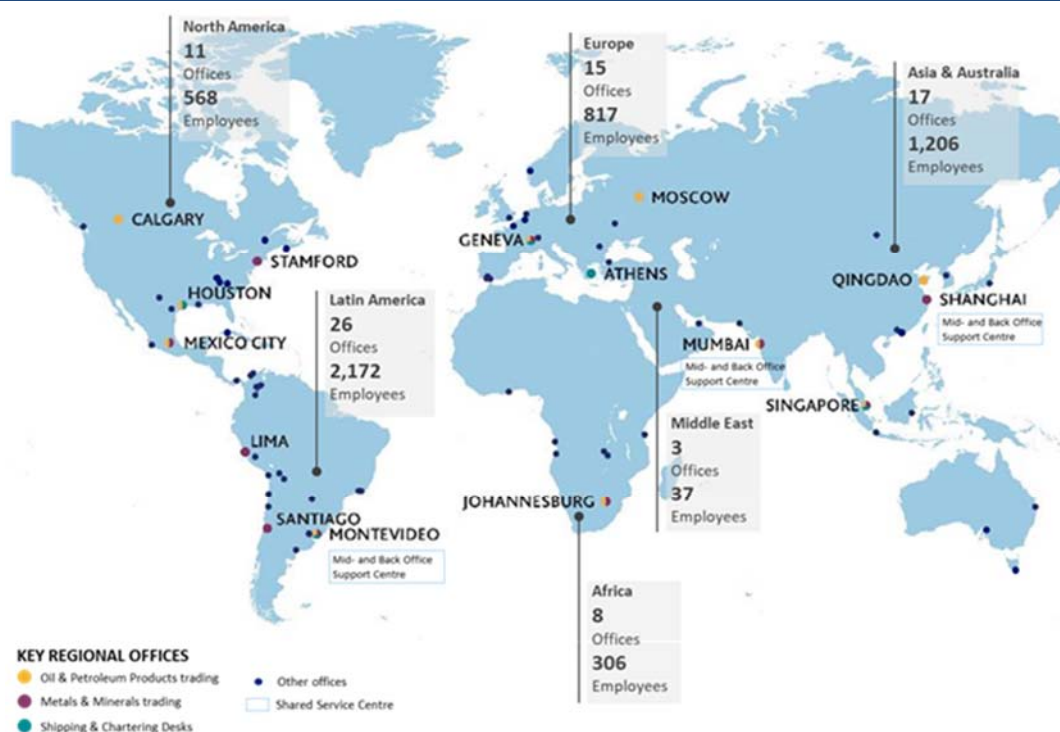 North America
11
Offices
568
Employees
Europe
15
Offices
817
Employees
Asia & Australia
17
Offices
1,206
Employees
MOSCOW
CALGARY
GENEVA
STAMFORD
ATHENS
QINGDAO
HOUSTON
SHANGHAI
Mid- and Back Office
Support Centre
Latin America
26
Offices
2,172
Employees
MEXICO CITY
MUMBAI
Mid- and Back Office
Support Centre
SINGAPORE
Middle East
3
Offices
37
Employees
LIMA
JOHANNESBURG
SANTIAGO
MONTEVIDEO
Mid- and Back Office
Support Centre
Africa
8
Offices
306
Employees
KEY REGIONAL OFFICES
Oil & Petroleum Products trading
Metals & Minerals trading
Shipping & Chartering Desks
Other offices
Shared Service Centre